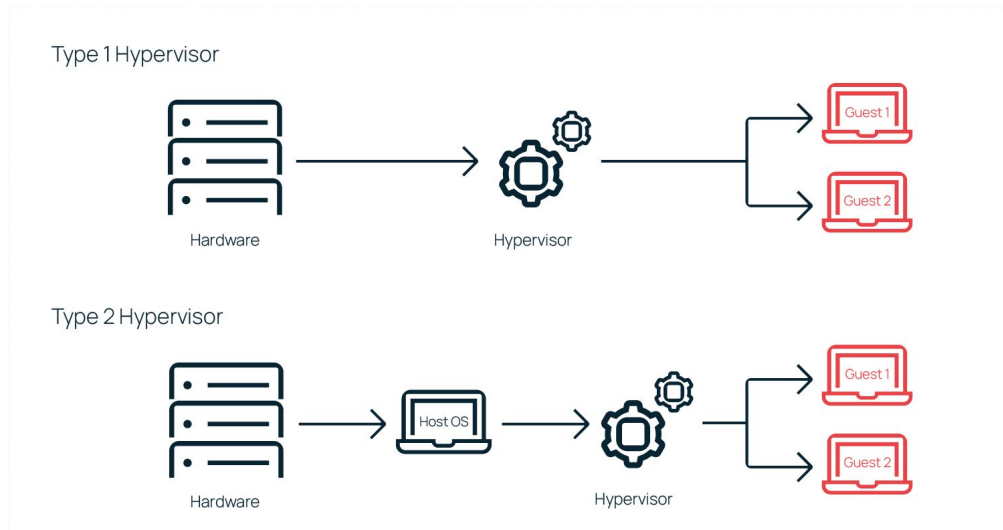 Type 1 Hypervisor
Guest 1
Guest 2
Hardware
Hypervisor
Type 2 Hypervisor
Guest 1
Host OS
Guest 2
Hardware
Hypervisor